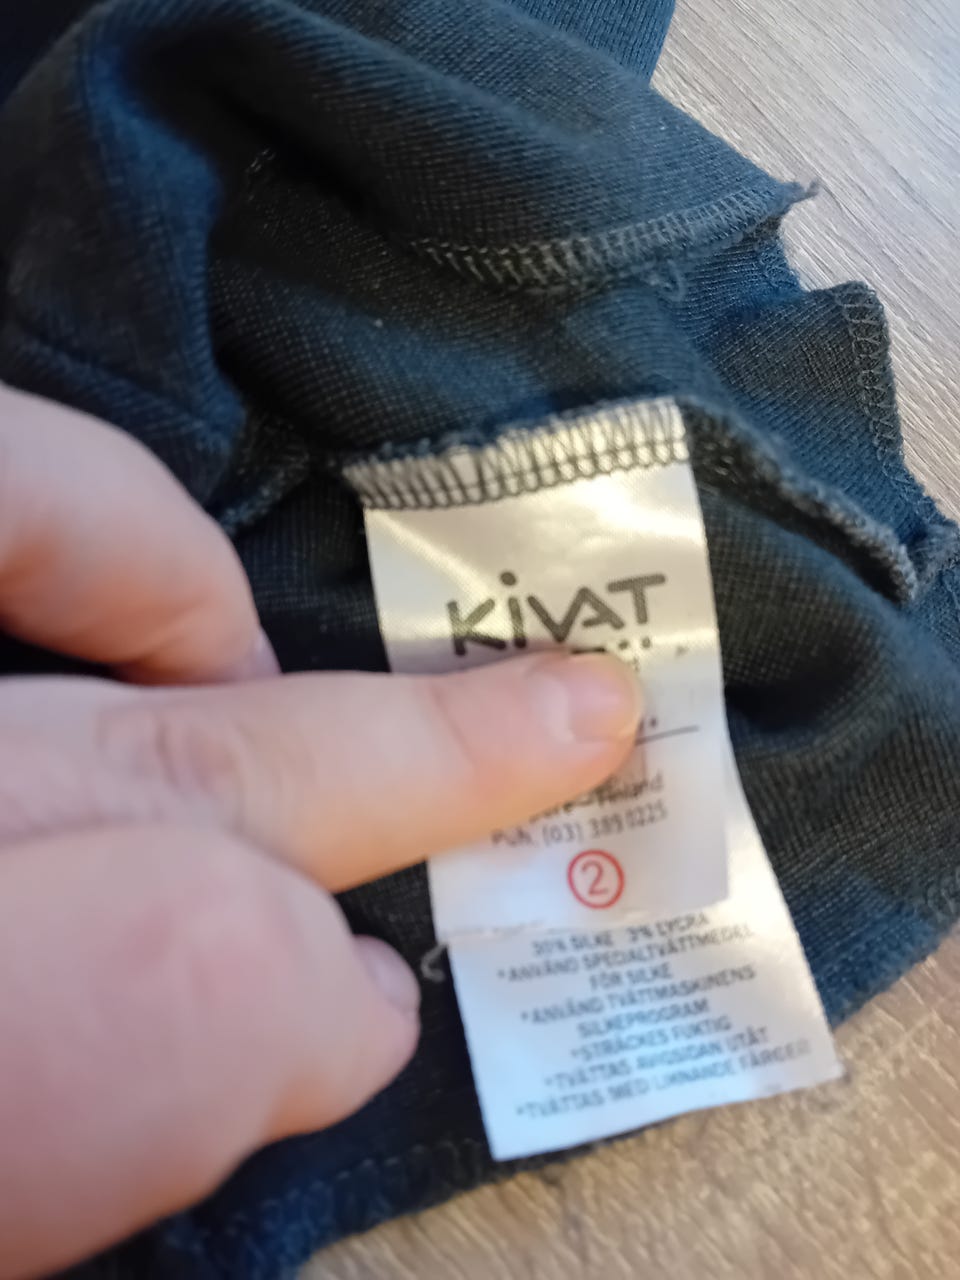 KiVAT
Finland
Puh. (03) 389 0225
2
30% SILKE 3% LYCRA
*ANVÄND SPECIALTVÄTTMEDEL
FÖR SILKE
*ANVÄND TVÄTTMASKINENS
SILKEPROGRAM
*STRÄCKES FUKTIG
*TVÄTTAS AVIGSIDAN UTÅT
*TVÄTTAS MED LIKNANDE FÄRGER